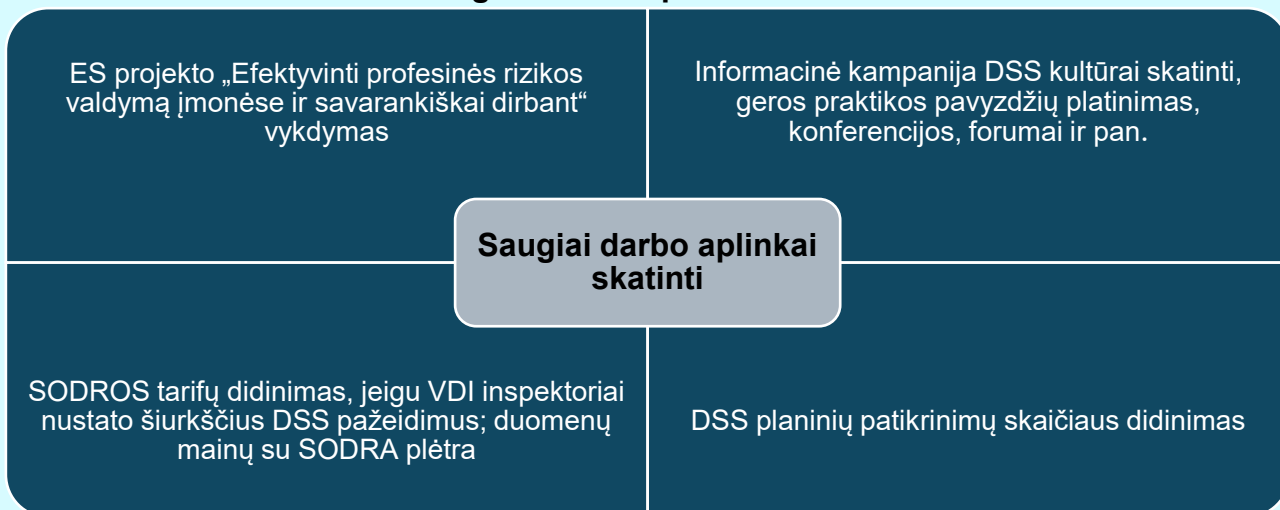 ES projekto „Efektyvinti profesinės rizikos
valdymą įmonėse ir savarankiškai dirbant“
vykdymas
Informacinė kampanija DSS kultūrai skatinti,
geros praktikos pavyzdžių platinimas,
konferencijos, forumai ir pan.
Saugiai darbo aplinkai
skatinti
SODROS tarifų didinimas, jeigu VDI inspektoriai
nustato šiurkščius DSS pažeidimus; duomenų
mainų su SODRA plėtra
DSS planinių patikrinimų skaičiaus didinimas